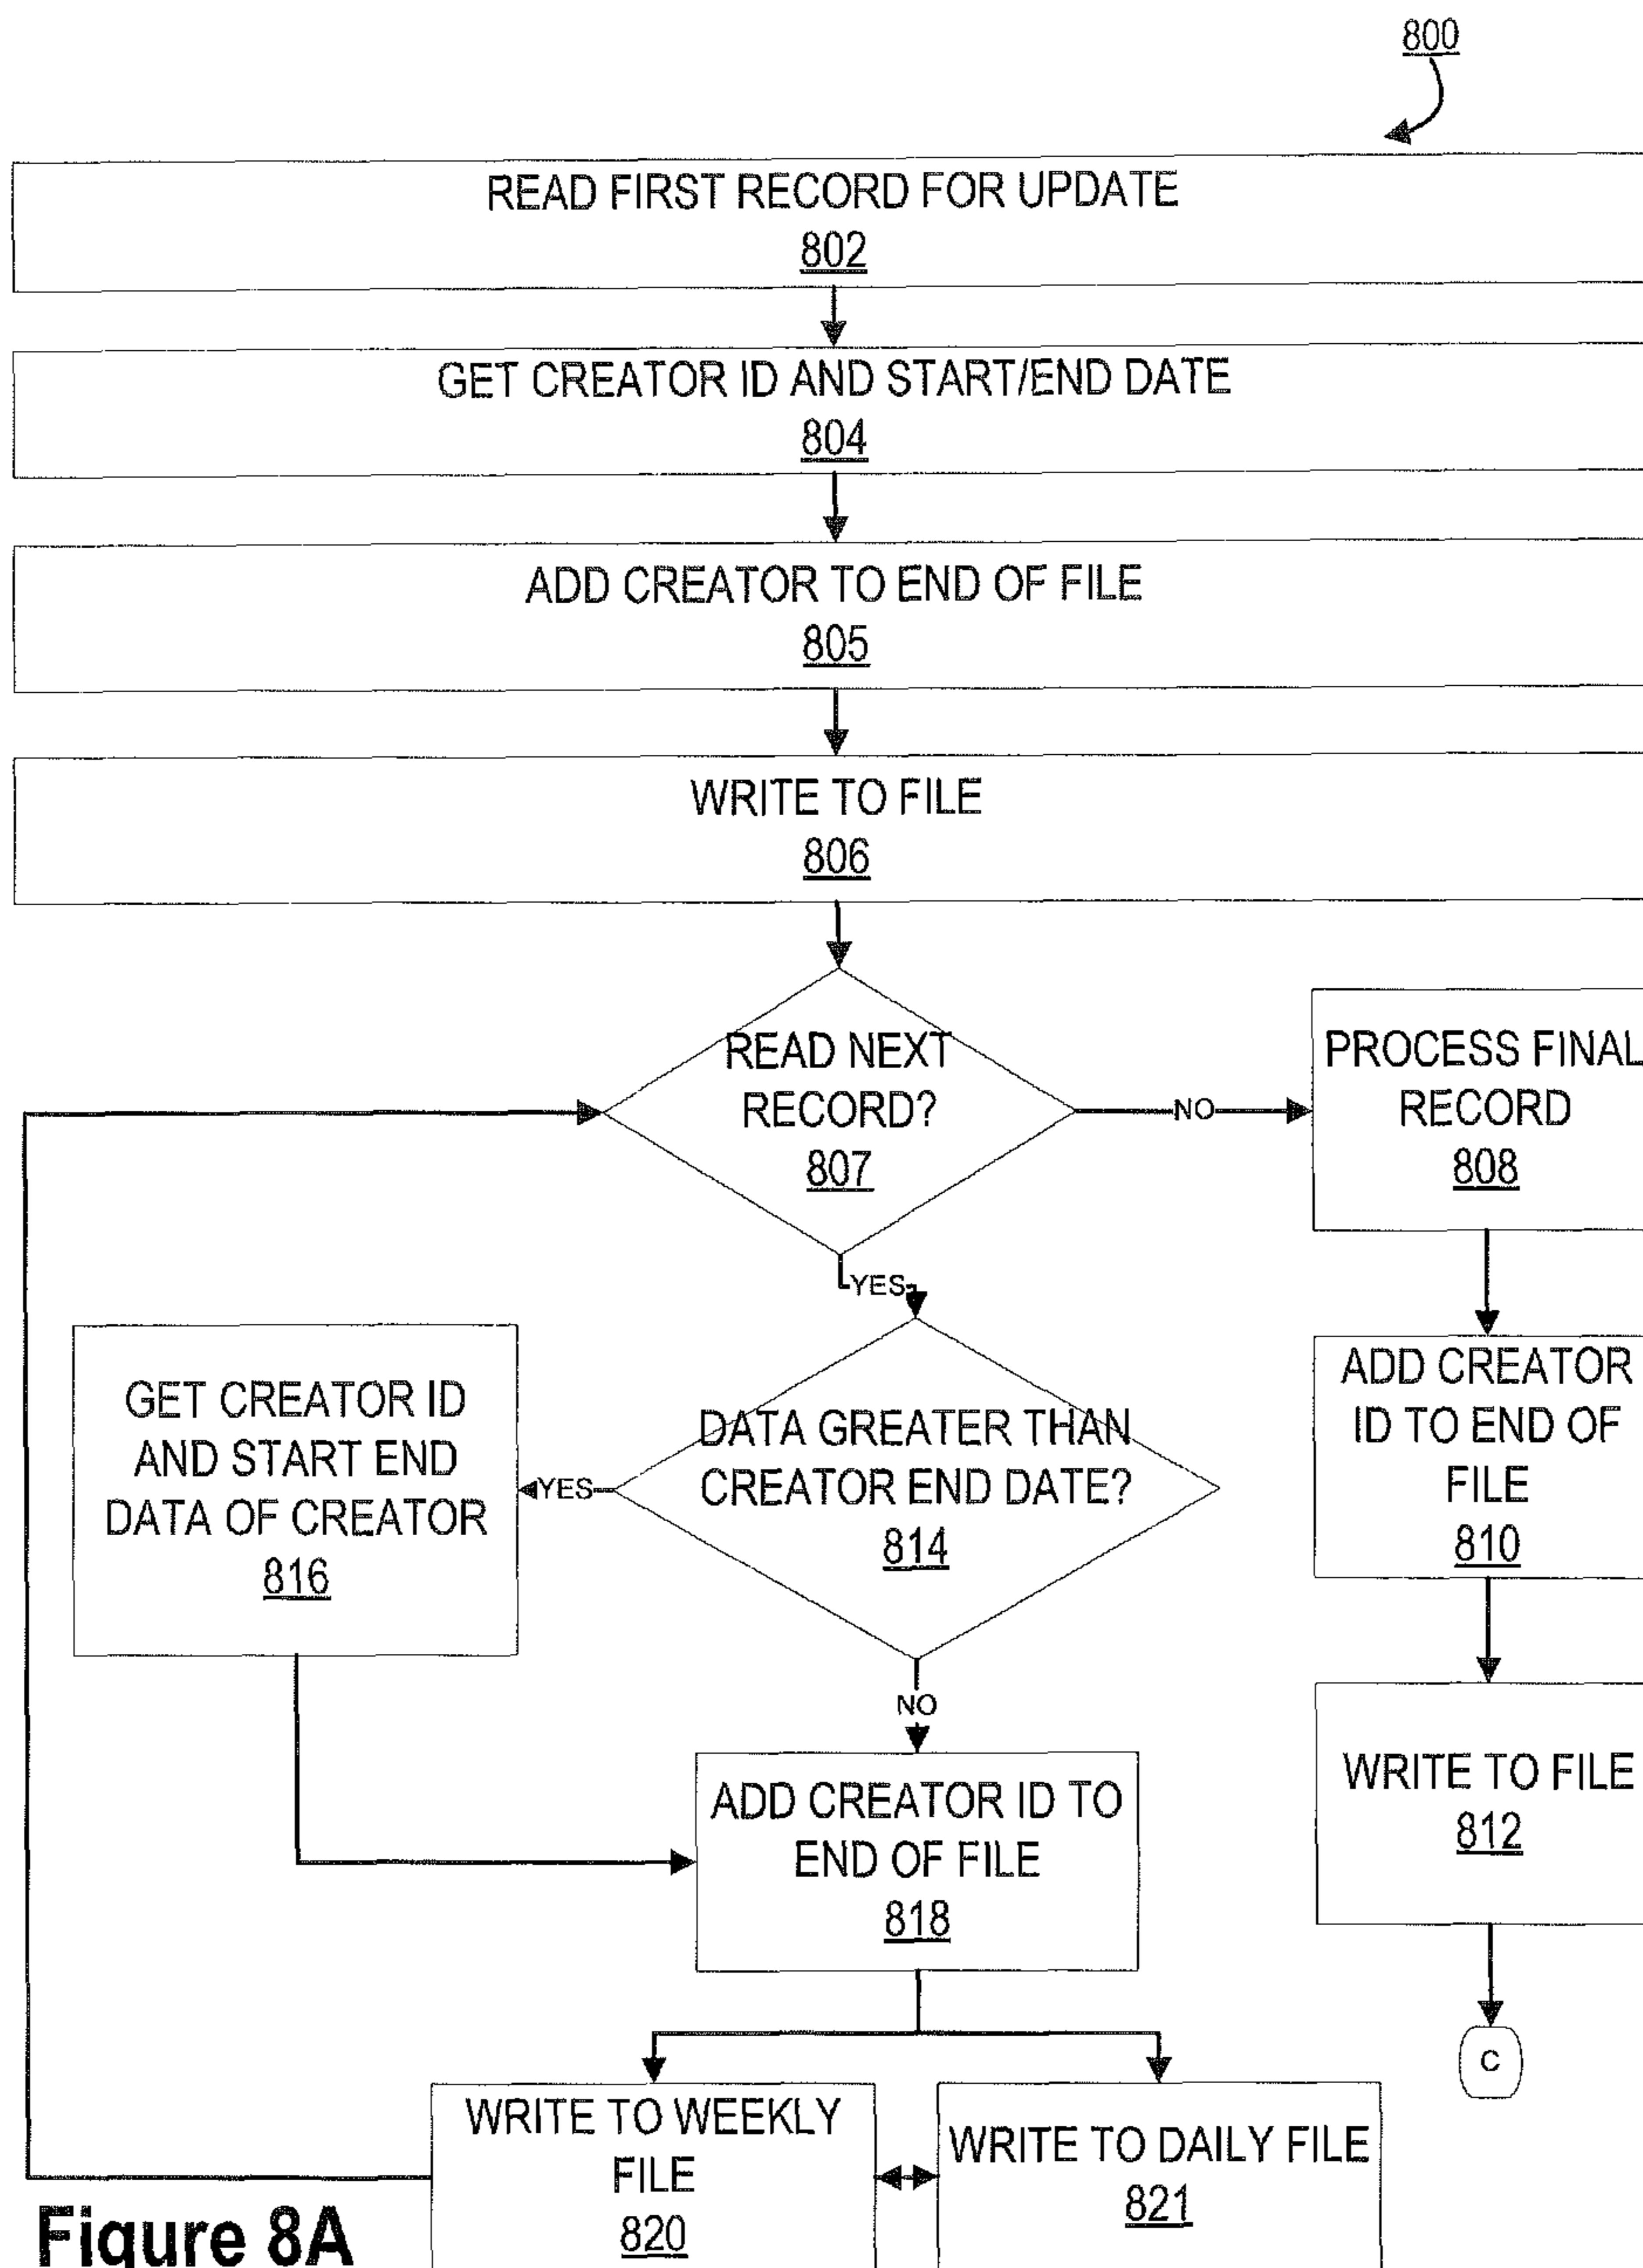 800
READ FIRST RECORD FOR UPDATE
802
GET CREATOR ID AND START/END DATE
804
ADD CREATOR TO END OF FILE
805
WRITE TO FILE
806
READ NEXT
RECORD?
807
NO
PROCESS FINAL
RECORD
808
YES
GET CREATOR ID
AND START END
DATA OF CREATOR
816
YES
DATA GREATER THAN
CREATOR END DATE?
814
ADD CREATOR
ID TO END OF
FILE
810
NO
ADD CREATOR ID TO
END OF FILE
818
WRITE TO FILE
812
C
WRITE TO WEEKLY
FILE
820
WRITE TO DAILY FILE
821
Figure 8A